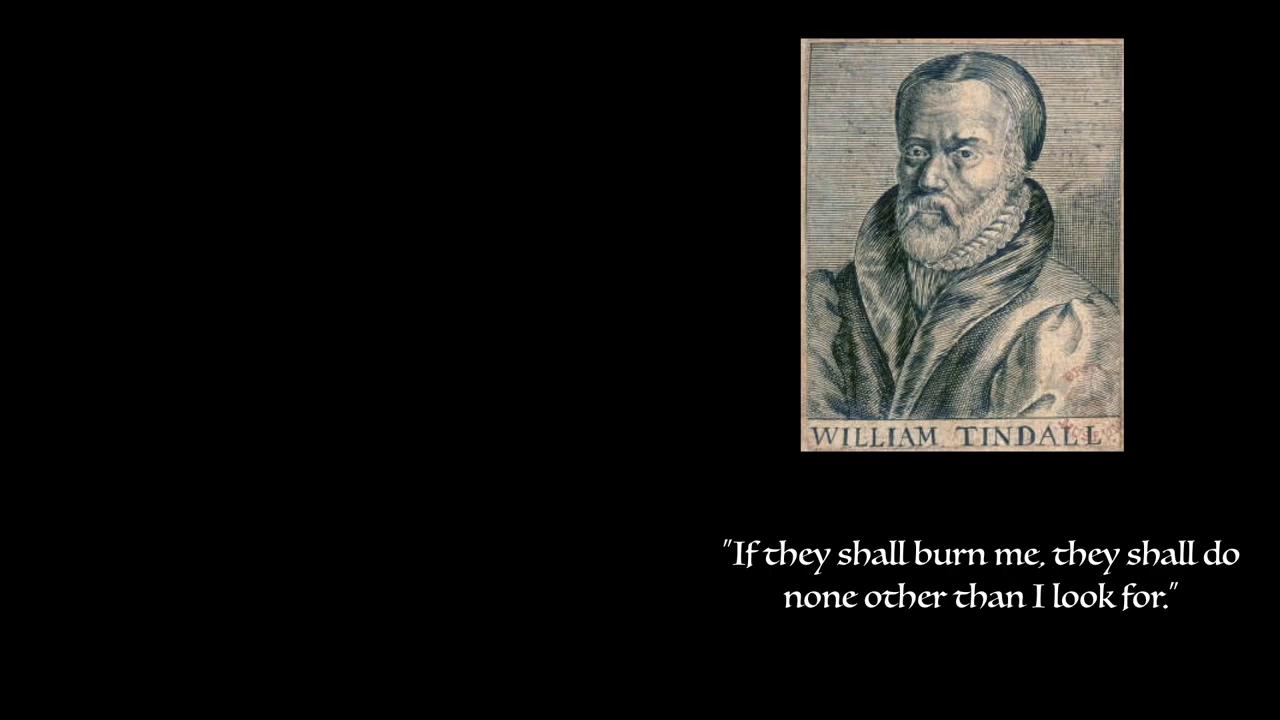 WILLIAM TINDALL
"If they shall burn me, they shall do
none other than I look for."